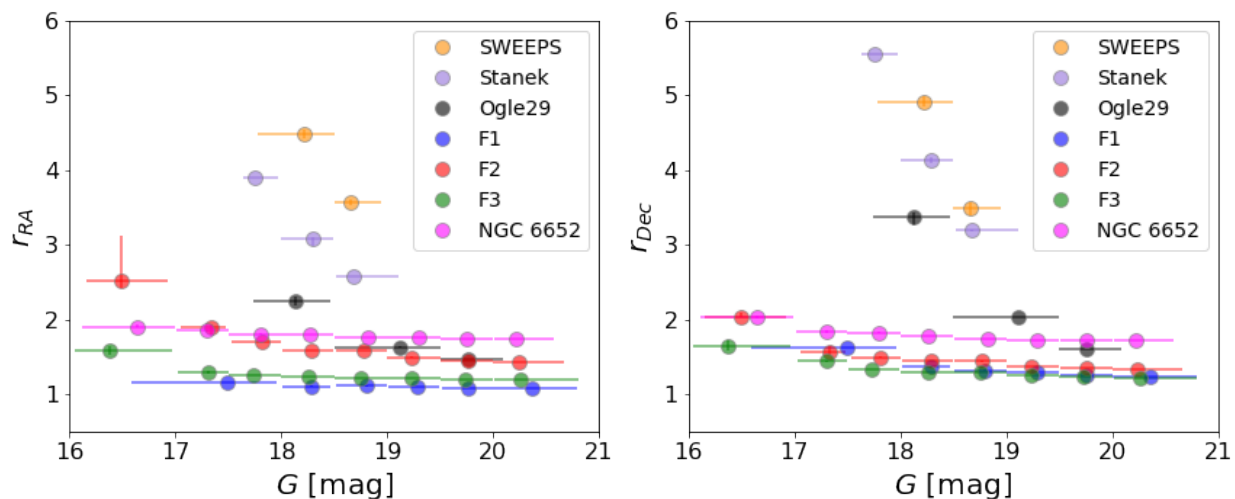 6
5
4
3
2
1
r_RA
16 17 18 19 20 21
G [mag]
SWEEPS
Stanek
Ogle29
F1
F2
F3
NGC 6652
6
5
4
3
2
1
r_Dec
16 17 18 19 20 21
G [mag]
SWEEPS
Stanek
Ogle29
F1
F2
F3
NGC 6652